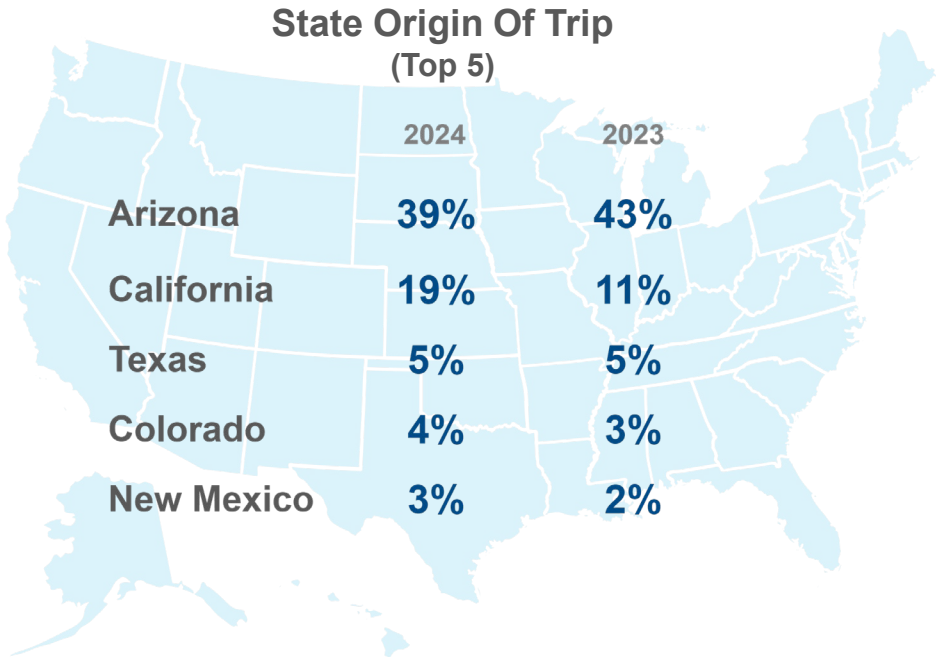 State Origin Of Trip
(Top 5)
2024 2023
Arizona 39% 43%
California 19% 11%
Texas 5% 5%
Colorado 4% 3%
New Mexico 3% 2%